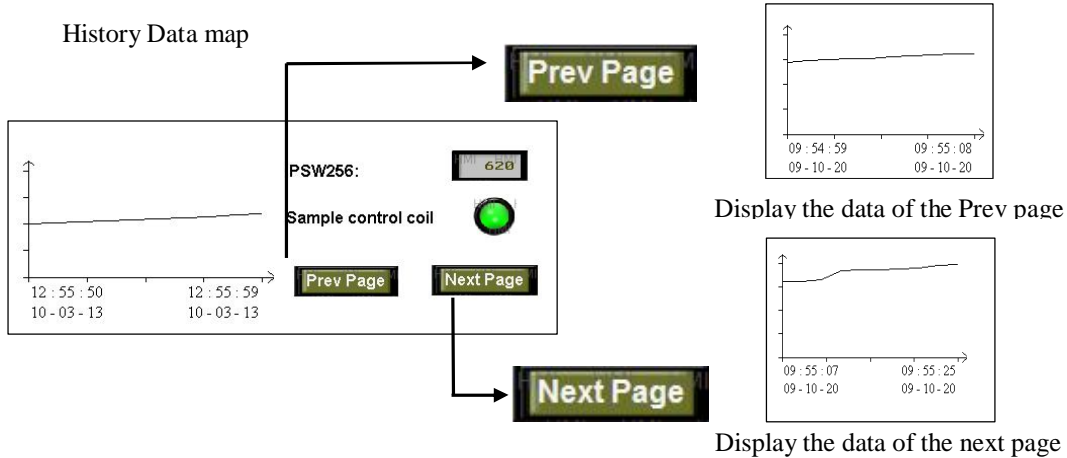 History Data map
Prev Page
09 : 54 : 59 09 : 55 : 08
09 - 10 - 20 09 - 10 - 20
Display the data of the Prev page
PSW256:
620
Sample control coil
Prev Page
Next Page
12 : 55 : 50 12 : 55 : 59
10 - 03 - 13 10 - 03 - 13
09 : 55 : 07 09 : 55 : 25
09 - 10 - 20 09 - 10 - 20
Next Page
Display the data of the next page